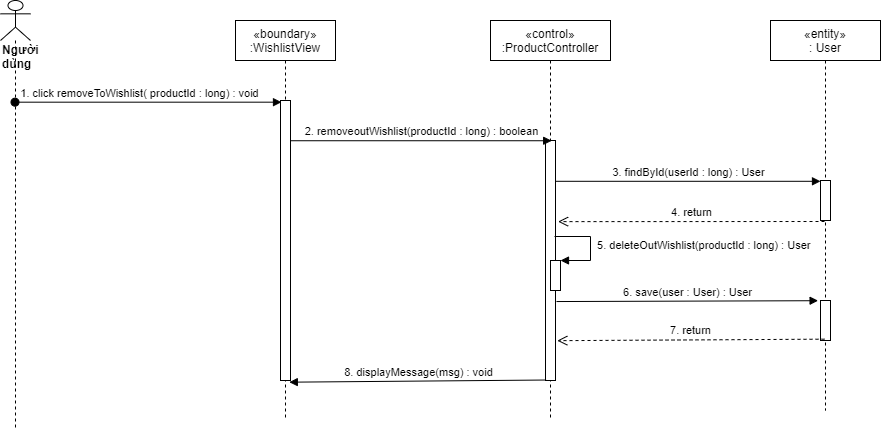 «boundary»
:WishlistView
«control»
:ProductController
«entity»
: User
Người
dùng
1. click removeToWishlist( productId : long) : void
2. removeoutWishlist(productId : long) : boolean
3. findById(userId : long) : User
4. return
5. deleteOutWishlist(productId : long) : User
6. save(user : User) : User
7. return
8. displayMessage(msg) : void